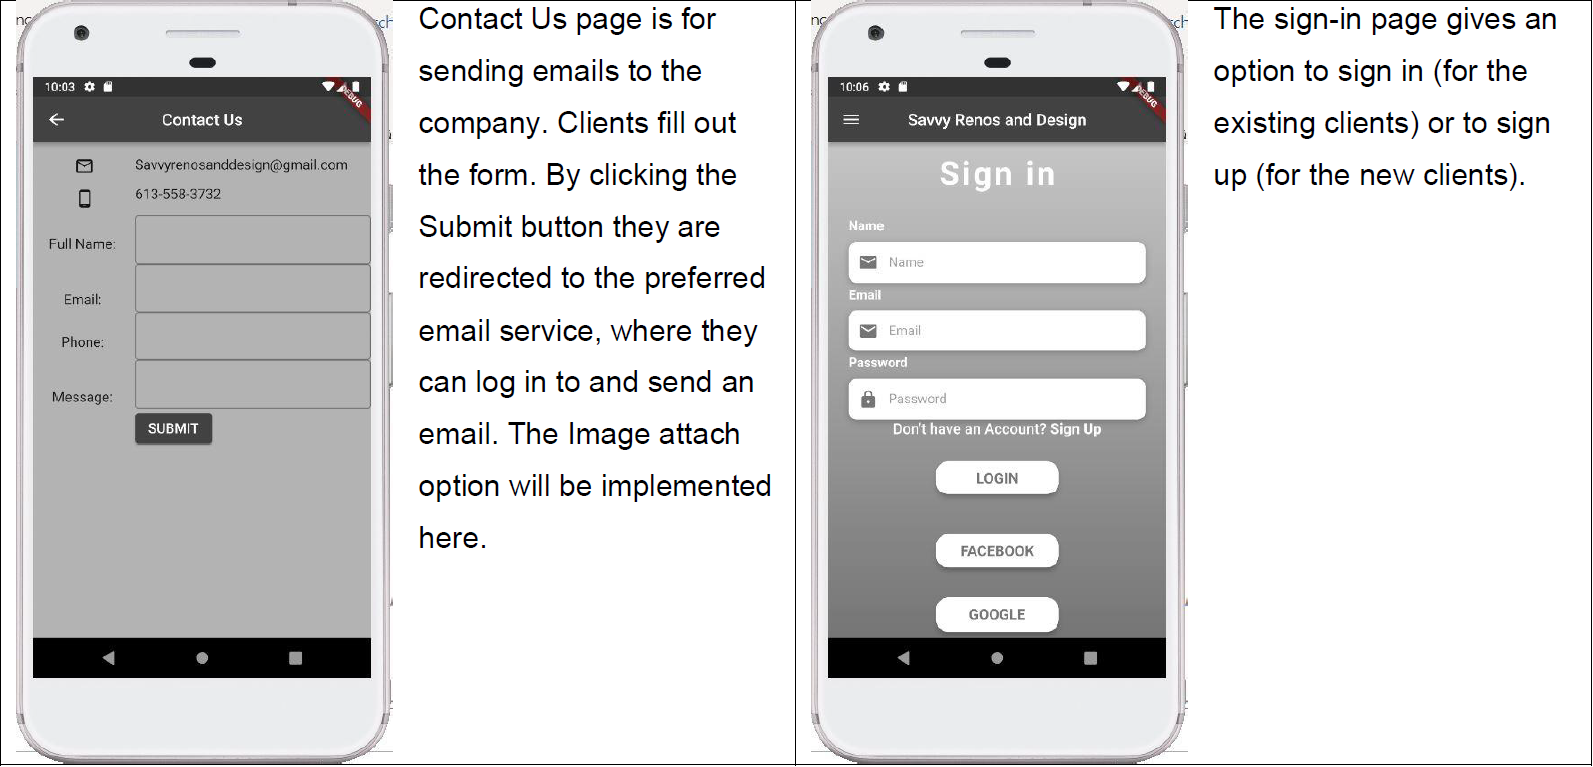 10:03
DEBUG
Contact Us
Savvyrenosanddesign@gmail.com
613-558-3732
Full Name:
Email:
Phone:
Message:
SUBMIT
Contact Us page is for
sending emails to the
company. Clients fill out
the form. By clicking the
Submit button they are
redirected to the preferred
email service, where they
can log in to and send an
email. The Image attach
option will be implemented
here.
10:06
DEBUG
Savvy Renos and Design
Sign in
Name
Name
Email
Email
Password
Password
Don't have an Account? Sign Up
LOGIN
FACEBOOK
GOOGLE
The sign-in page gives an
option to sign in (for the
existing clients) or to sign
up (for the new clients).